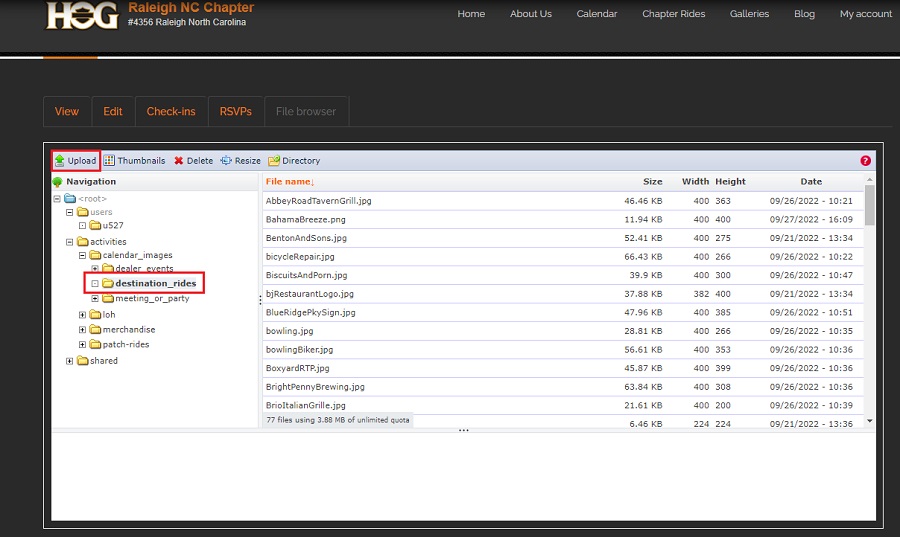 HOG
Raleigh NC Chapter
#4356 Raleigh North Carolina
Home About Us Calendar Chapter Rides Galleries Blog My account
View Edit Check-ins RSVPs File browser
Upload Thumbnails Delete Resize Directory ?
Navigation
<root>
users
u527
activities
calendar_images
dealer_events
destination_rides
meeting_or_party
loh
merchandise
patch-rides
shared
File name↓ Size Width Height Date
AbbeyRoadTavernGrill.jpg 46.46 KB 400 363 09/26/2022 - 10:21
BahamaBreeze.png 11.94 KB 400 400 09/27/2022 - 16:09
BentonAndSons.jpg 52.41 KB 400 275 09/21/2022 - 13:34
bicycleRepair.jpg 66.43 KB 400 266 09/26/2022 - 10:22
BiscuitsAndPorn.jpg 39.9 KB 400 300 09/26/2022 - 10:47
bjRestaurantLogo.jpg 37.88 KB 382 400 09/21/2022 - 13:34
BlueRidgePkySign.jpg 47.96 KB 400 385 09/26/2022 - 10:51
bowling.jpg 28.81 KB 400 266 09/26/2022 - 10:35
bowlingBiker.jpg 56.61 KB 400 353 09/26/2022 - 10:36
BoxyardRTP.jpg 45.87 KB 400 399 09/26/2022 - 10:36
BrightPennyBrewing.jpg 63.84 KB 400 308 09/26/2022 - 10:36
BrioItalianGrille.jpg 21.61 KB 400 200 09/26/2022 - 10:39
77 files using 3.88 MB of unlimited quota 6.46 KB 224 224 09/21/2022 - 13:36